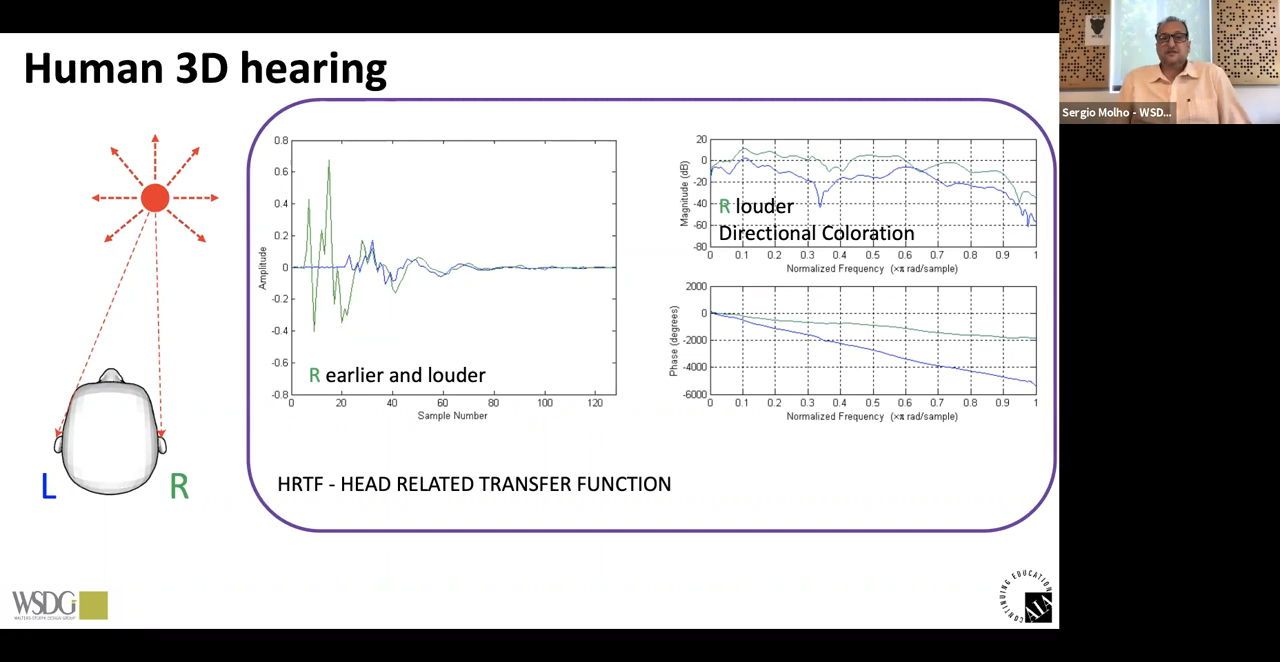 Human 3D hearing
Sergio Molho - WSD...
L
R
0.8
0.6
0.4
0.2
0
-0.2
-0.4
-0.6
-0.8
Amplitude
R earlier and louder
0 20 40 60 80 100 120
Sample Number
20
0
-20
-40
-60
-80
Magnitude (dB)
R louder
Directional Coloration
0 0.1 0.2 0.3 0.4 0.5 0.6 0.7 0.8 0.9 1
Normalized Frequency (×π rad/sample)
2000
0
-2000
-4000
-6000
Phase (degrees)
0 0.1 0.2 0.3 0.4 0.5 0.6 0.7 0.8 0.9 1
Normalized Frequency (×π rad/sample)
HRTF - HEAD RELATED TRANSFER FUNCTION
WSDG
WALTERS-STORYK DESIGN GROUP
CONTINUING EDUCATION
AIA